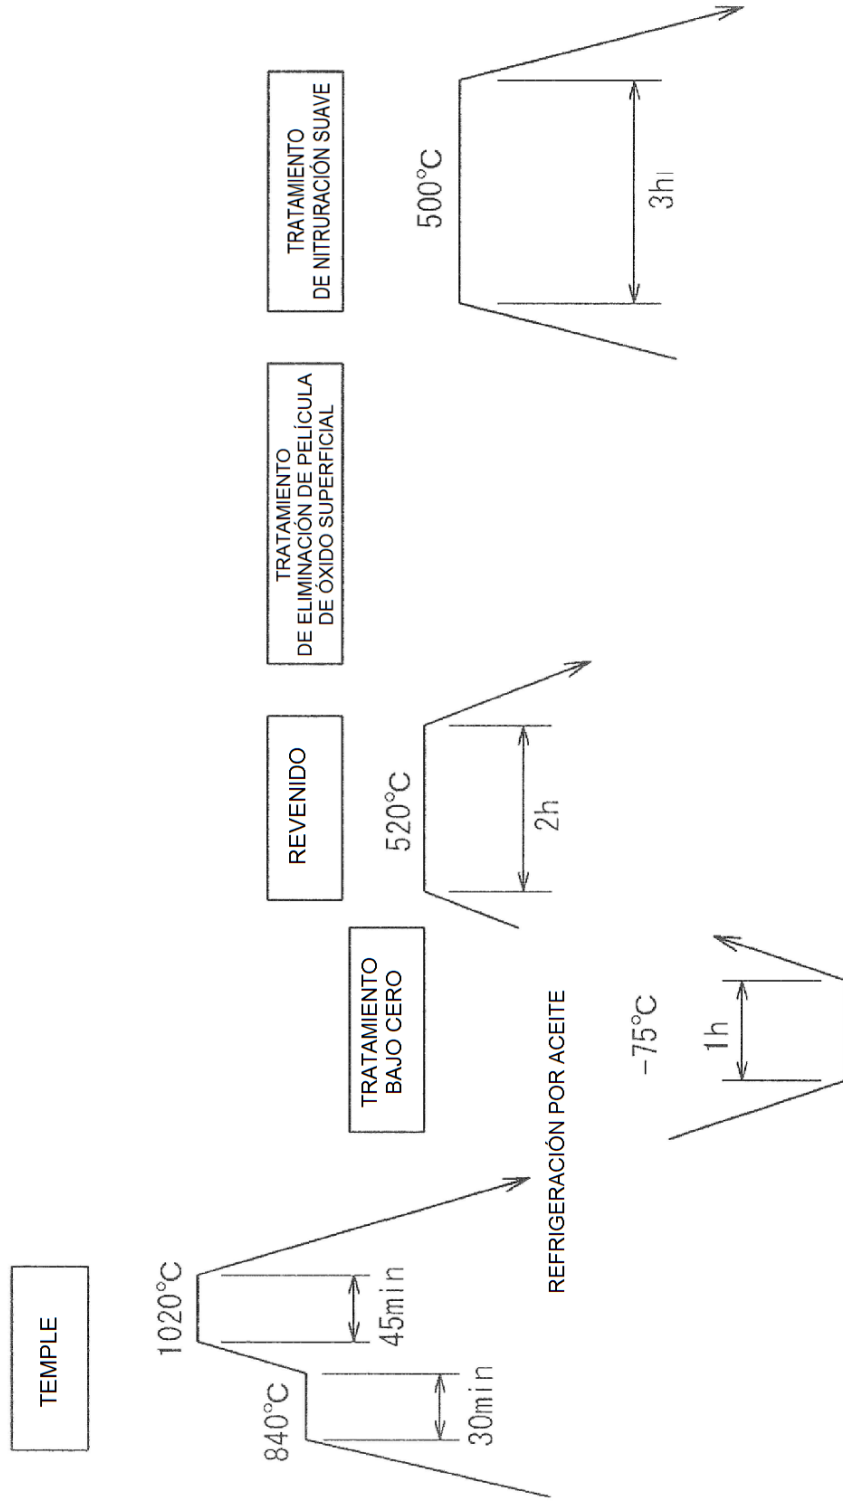 TEMPLE
840°C
30min
1020°C
45min
REFRIGERACIÓN POR ACEITE
TRATAMIENTO
BAJO CERO
-75°C
1h
REVENIDO
520°C
2h
TRATAMIENTO
DE ELIMINACIÓN DE PELÍCULA
DE ÓXIDO SUPERFICIAL
TRATAMIENTO
DE NITRURACIÓN SUAVE
500°C
3h